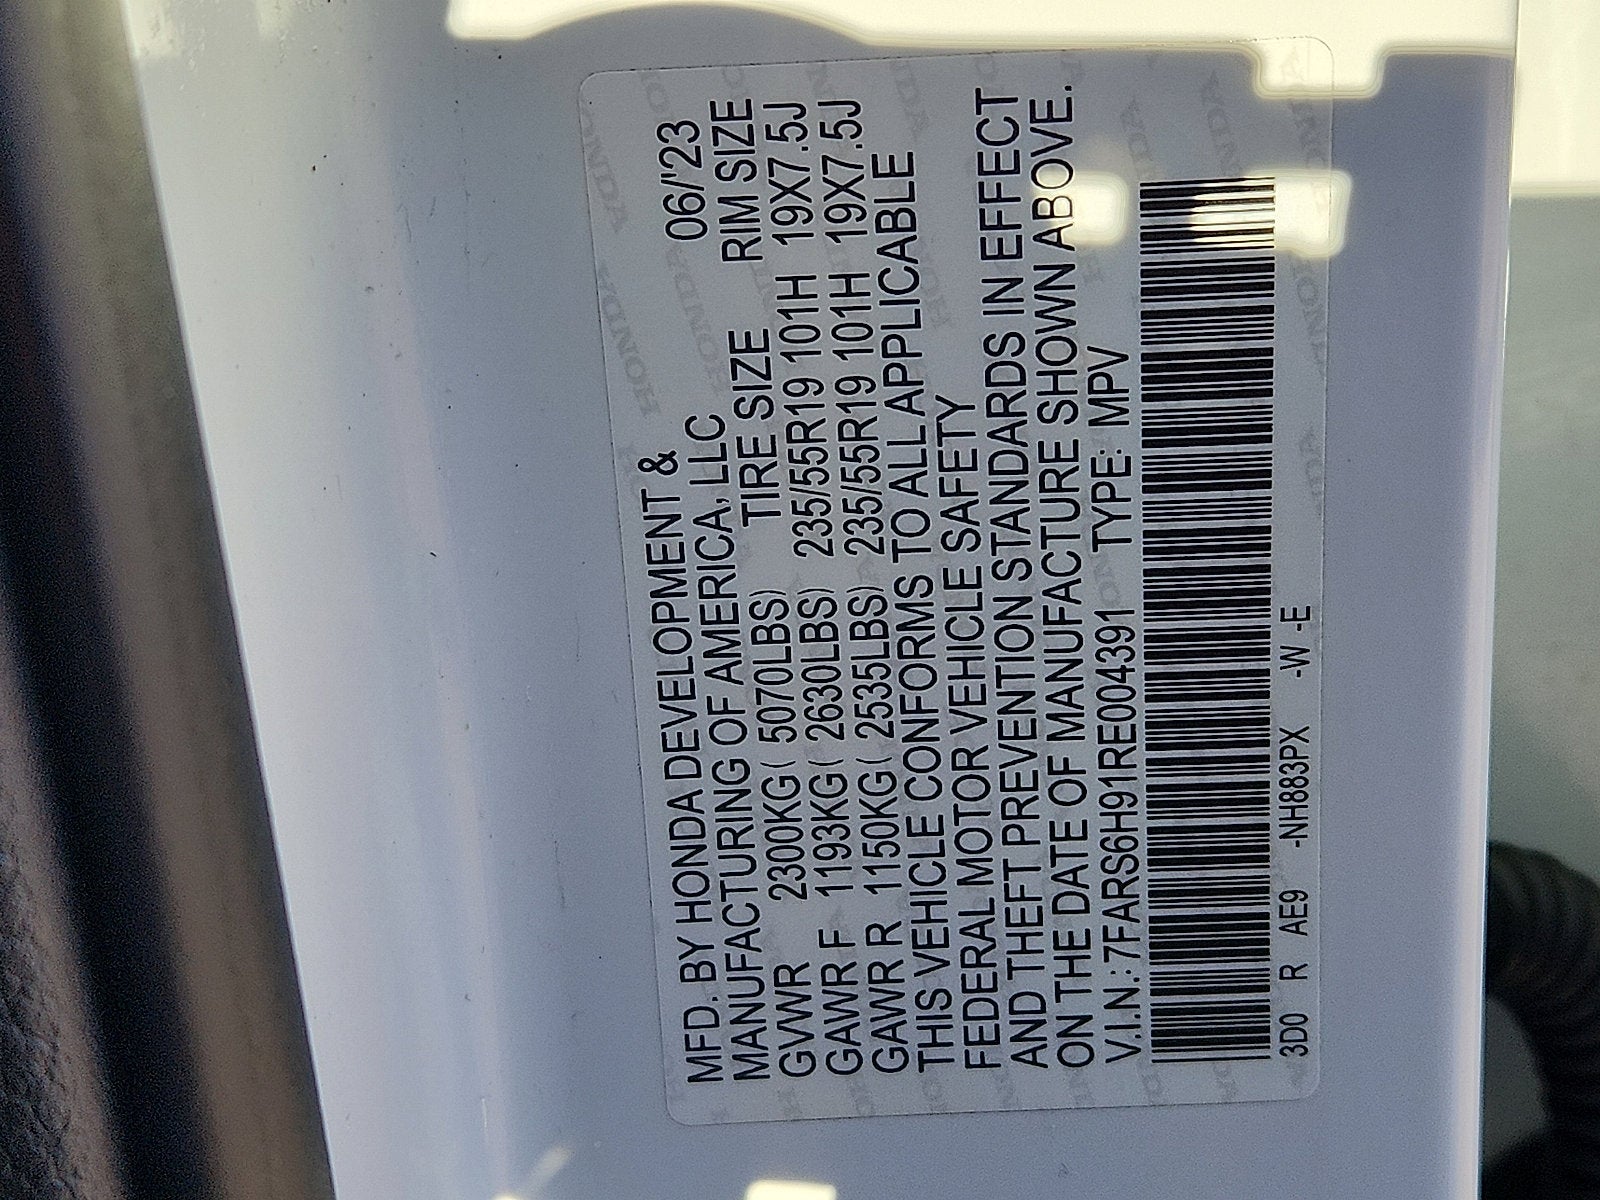 MFD. BY HONDA DEVELOPMENT &
MANUFACTURING OF AMERICA, LLC 06/'23
GVWR 2300KG( 5070LBS) TIRE SIZE RIM SIZE
GAWR F 1193KG( 2630LBS) 235/55R19 101H 19X7.5J
GAWR R 1150KG( 2535LBS) 235/55R19 101H 19X7.5J
THIS VEHICLE CONFORMS TO ALL APPLICABLE
FEDERAL MOTOR VEHICLE SAFETY
AND THEFT PREVENTION STANDARDS IN EFFECT
ON THE DATE OF MANUFACTURE SHOWN ABOVE.
V.I.N.:7FARS6H91RE004391 TYPE: MPV
3D0 R AE9 -NH883PX -W -E